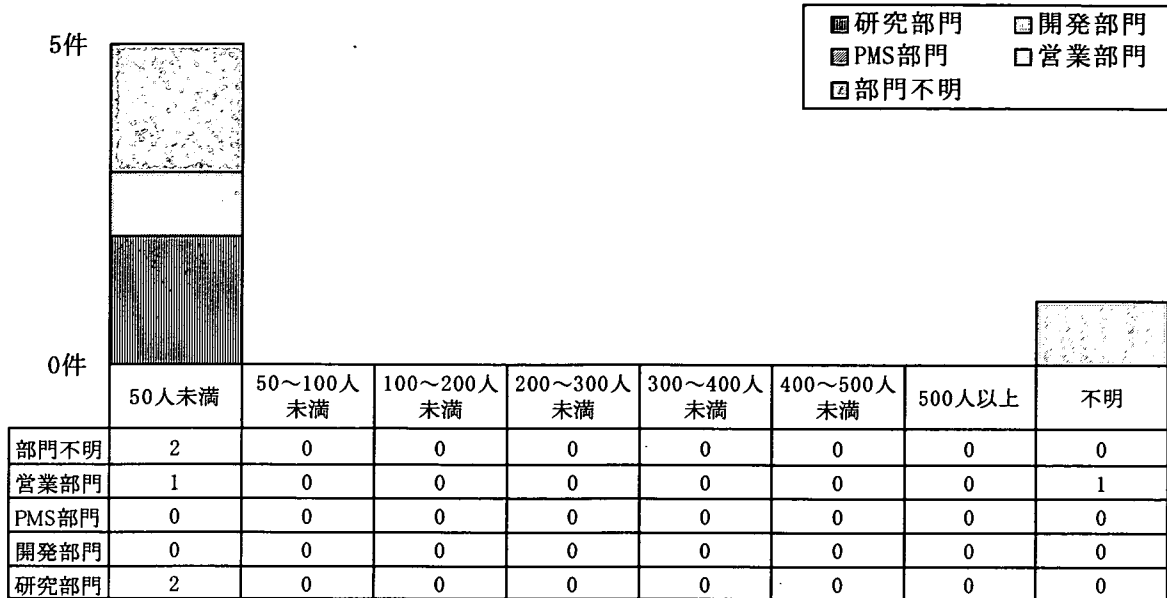 研究部門 開発部門
PMS部門 営業部門
部門不明
5件
0件
50人未満 50～100人未満 100～200人未満 200～300人未満 300～400人未満 400～500人未満 500人以上 不明
部門不明 2 0 0 0 0 0 0 0
営業部門 1 0 0 0 0 0 0 1
PMS部門 0 0 0 0 0 0 0 0
開発部門 0 0 0 0 0 0 0 0
研究部門 2 0 0 0 0 0 0 0